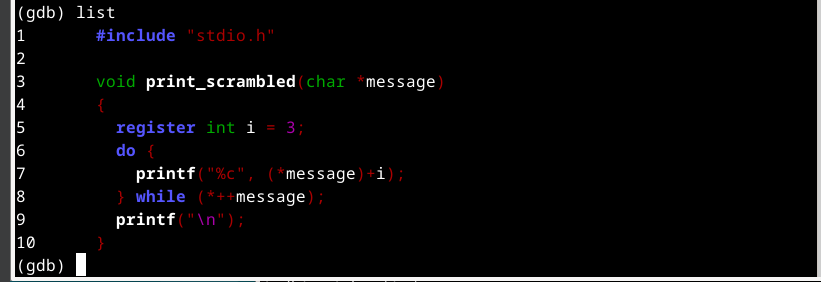 (gdb) list
1       #include "stdio.h"
2
3       void print_scrambled(char *message)
4       {
5         register int i = 3;
6         do {
7           printf("%c", (*message)+i);
8         } while (*++message);
9         printf("\n");
10      }
(gdb)